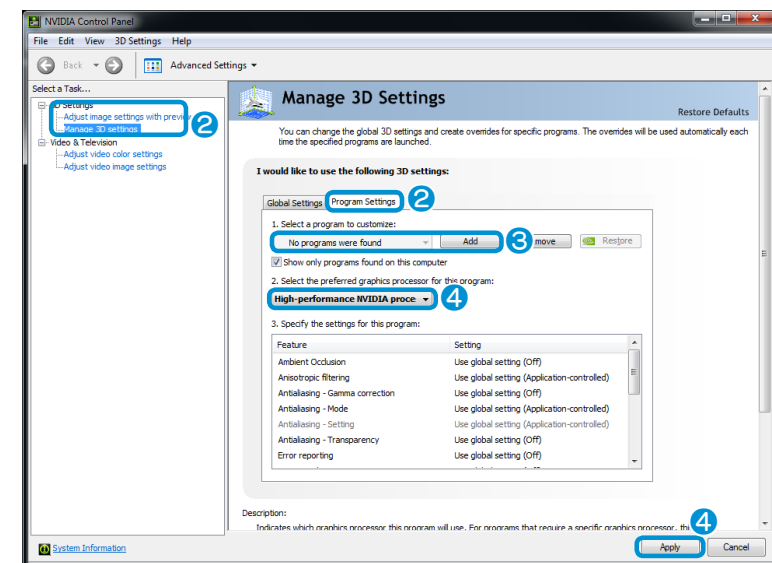 NVIDIA Control Panel
File Edit View 3D Settings Help
Back Advanced Settings
Select a Task...
3D Settings
Adjust image settings with preview
Manage 3D settings
2
Video & Television
Adjust video color settings
Adjust video image settings
Manage 3D Settings
Restore Defaults
You can change the global 3D settings and create overrides for specific programs. The overrides will be used automatically each
time the specified programs are launched.
I would like to use the following 3D settings:
Global Settings Program Settings 2
1. Select a program to customize:
No programs were found Add 3 move Restore
Show only programs found on this computer
2. Select the preferred graphics processor for this program:
High-performance NVIDIA proce 4
3. Specify the settings for this program:
Feature Setting
Ambient Occlusion Use global setting (Off)
Anisotropic filtering Use global setting (Application-controlled)
Antialiasing - Gamma correction Use global setting (Off)
Antialiasing - Mode Use global setting (Application-controlled)
Antialiasing - Setting Use global setting (Application-controlled)
Antialiasing - Transparency Use global setting (Off)
Error reporting Use global setting (Off)
Description:
Indicates which graphics processor this program will use. For programs that require a specific graphics processor, 4
System Information
Apply Cancel